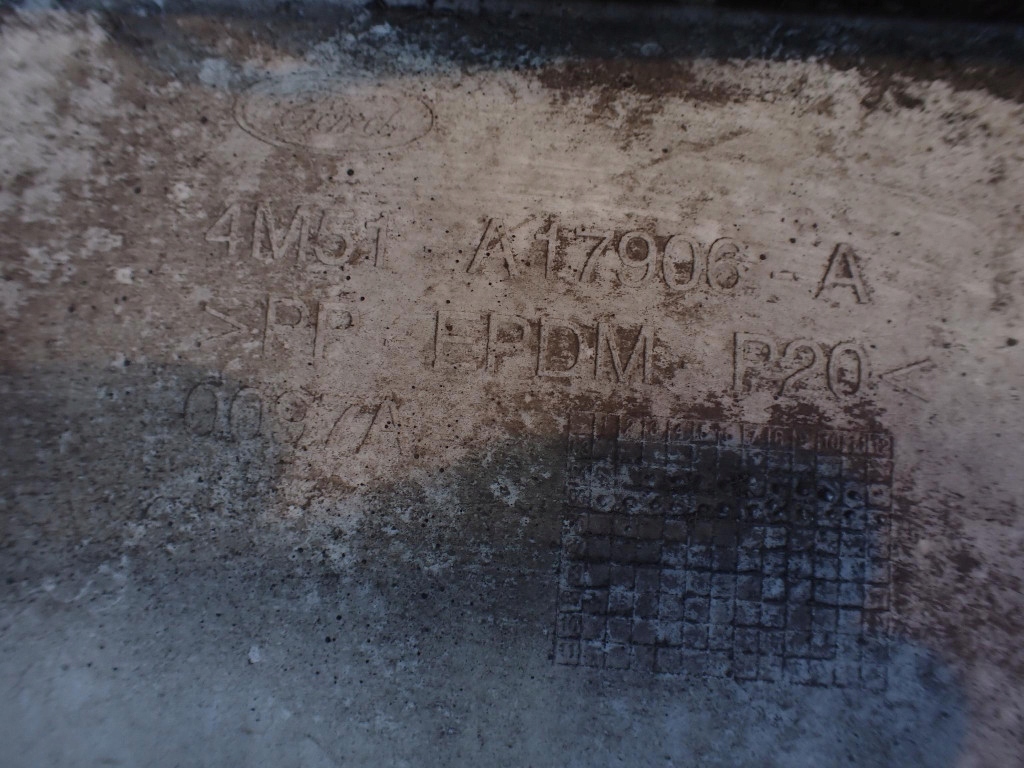 Ford
4M51 A17906-A
>PP EPDM P20<
009/A